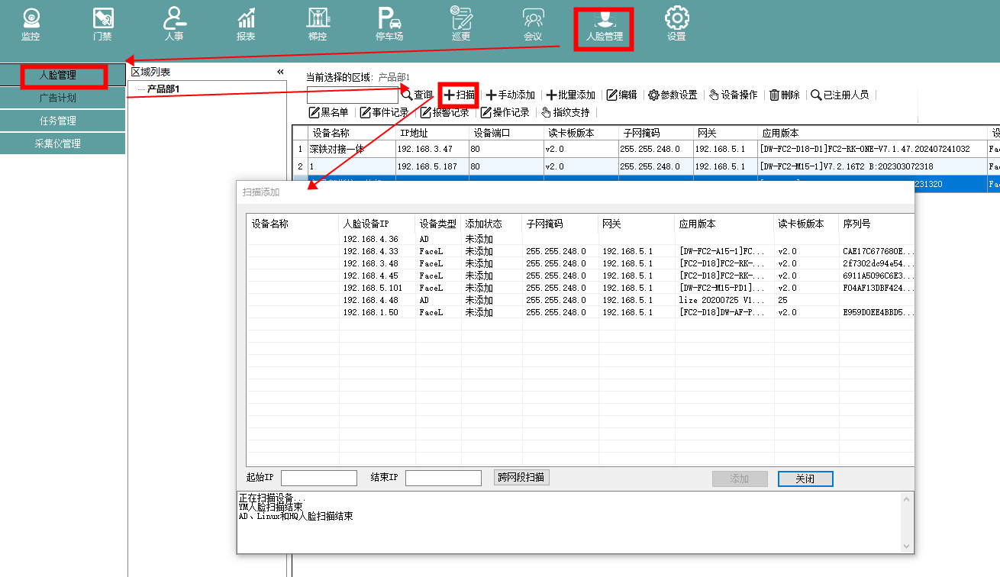 监控 门禁 人事 报表 梯控 停车场 巡更 会议 人脸管理 设置
人脸管理
广告计划
任务管理
采集仪管理
区域列表 «
产品部1
当前选择的区域: 产品部1
查询 扫描 手动添加 批量添加 编辑 参数设置 设备操作 删除 已注册人员
黑名单 事件记录 报警记录 操作记录 指纹支持
设备名称 IP地址 设备端口 读卡板版本 子网掩码 网关 应用版本
1 深铁对接一体 192.168.3.47 80 v2.0 255.255.248.0 192.168.5.1 [DW-FC2-D18-D1]FC2-RK-ONE-V7.1.47.202407241032 Fa
2 1 192.168.5.187 80 v2.0 255.255.248.0 192.168.5.1 [DW-FC2-M15-1]V7.2.16T2 B:202303072318 Fa
231320 Fa
扫描添加
设备名称 人脸设备IP 设备类型 添加状态 子网掩码 网关 应用版本 读卡板版本 序列号
192.168.4.36 AD 未添加
192.168.4.33 FaceL 未添加 255.255.248.0 192.168.5.1 [DW-FC2-A15-1]FC... v2.0 CAE17C677680E...
192.168.3.48 FaceL 未添加 255.255.248.0 192.168.5.1 [FC2-D18]FC2-RK-... v2.0 2f7302dc94e54...
192.168.4.45 FaceL 未添加 255.255.248.0 192.168.5.1 [FC2-D18]FC2-RK-... v2.0 6911A5096C6E3...
192.168.5.101 FaceL 未添加 255.255.248.0 192.168.5.1 [DW-FC2-M15-PD1]... v2.0 F04AF13DBF424...
192.168.4.48 AD 未添加 255.255.248.0 192.168.5.1 lize 20200725 V1... 25
192.168.1.50 FaceL 未添加 255.255.248.0 192.168.5.1 [FC2-D18]DW-AF-P... v2.0 E959D0EE4BBD5...
起始IP 结束IP 跨网段扫描 添加 关闭
正在扫描设备...
YM人脸扫描结束
AD、Linux和HQ人脸扫描结束